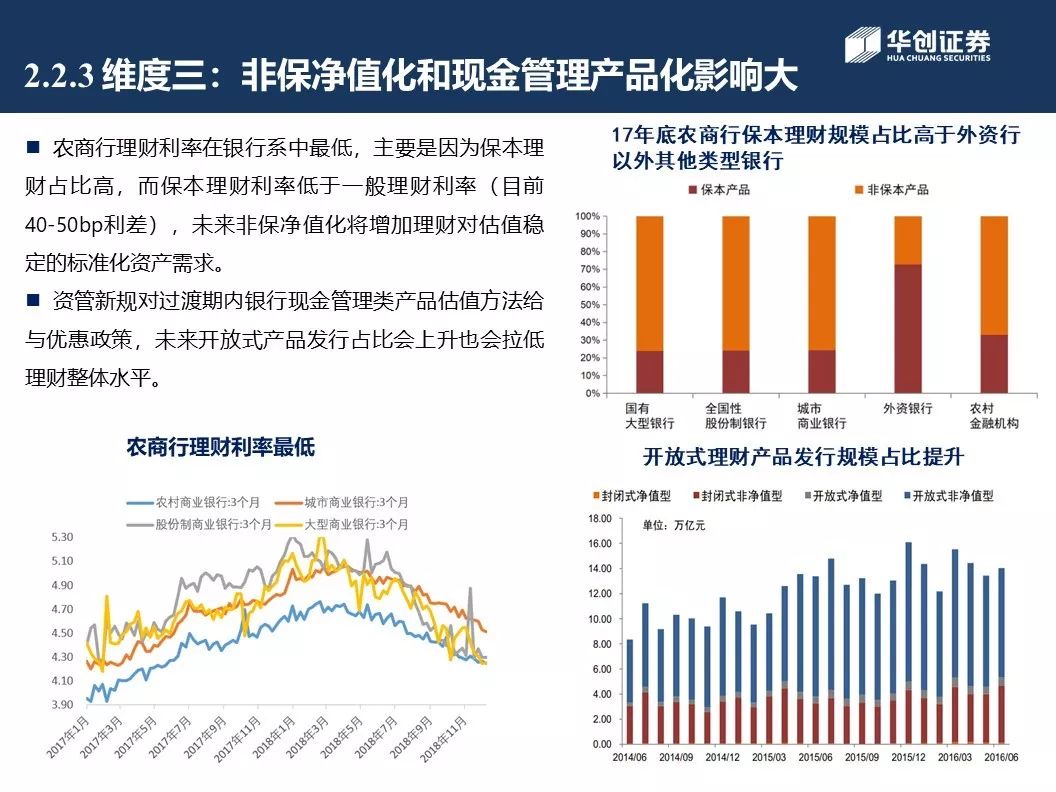 华创证券
HUA CHUANG SECURITIES
2.2.3 维度三：非保净值化和现金管理产品化影响大
农商行理财利率在银行系中最低，主要是因为保本理
财占比高，而保本理财利率低于一般理财利率（目前
40-50bp利差），未来非保净值化将增加理财对估值稳
定的标准化资产需求。
资管新规对过渡期内银行现金管理类产品估值方法给
与优惠政策，未来开放式产品发行占比会上升也会拉低
理财整体水平。
17年底农商行保本理财规模占比高于外资行
以外其他类型银行
保本产品 非保本产品
100%
90%
80%
70%
60%
50%
40%
30%
20%
10%
0%
国有 全国性 城市 外资银行 农村
大型银行 股份制银行 商业银行 金融机构
农商行理财利率最低
农村商业银行:3个月 城市商业银行:3个月
股份制商业银行:3个月 大型商业银行:3个月
5.30
5.10
4.90
4.70
4.50
4.30
4.10
3.90
2017年1月 2017年3月 2017年5月 2017年7月 2017年9月 2017年11月 2018年1月 2018年3月 2018年5月 2018年7月 2018年9月 2018年11月
开放式理财产品发行规模占比提升
封闭式净值型 封闭式非净值型 开放式净值型 开放式非净值型
单位：万亿元
18.00
16.00
14.00
12.00
10.00
8.00
6.00
4.00
2.00
0.00
2014/06 2014/09 2014/12 2015/03 2015/06 2015/09 2015/12 2016/03 2016/06